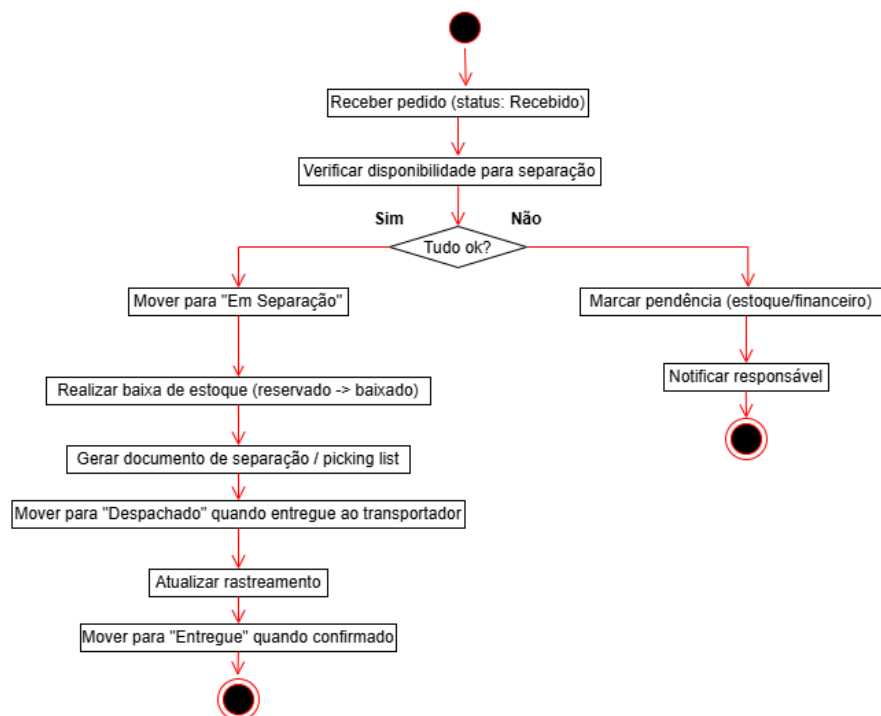 Receber pedido (status: Recebido)
Verificar disponibilidade para separação
Sim
Não
Tudo ok?
Mover para "Em Separação"
Marcar pendência (estoque/financeiro)
Realizar baixa de estoque (reservado -> baixado)
Notificar responsável
Gerar documento de separação / picking list
Mover para "Despachado" quando entregue ao transportador
Atualizar rastreamento
Mover para "Entregue" quando confirmado